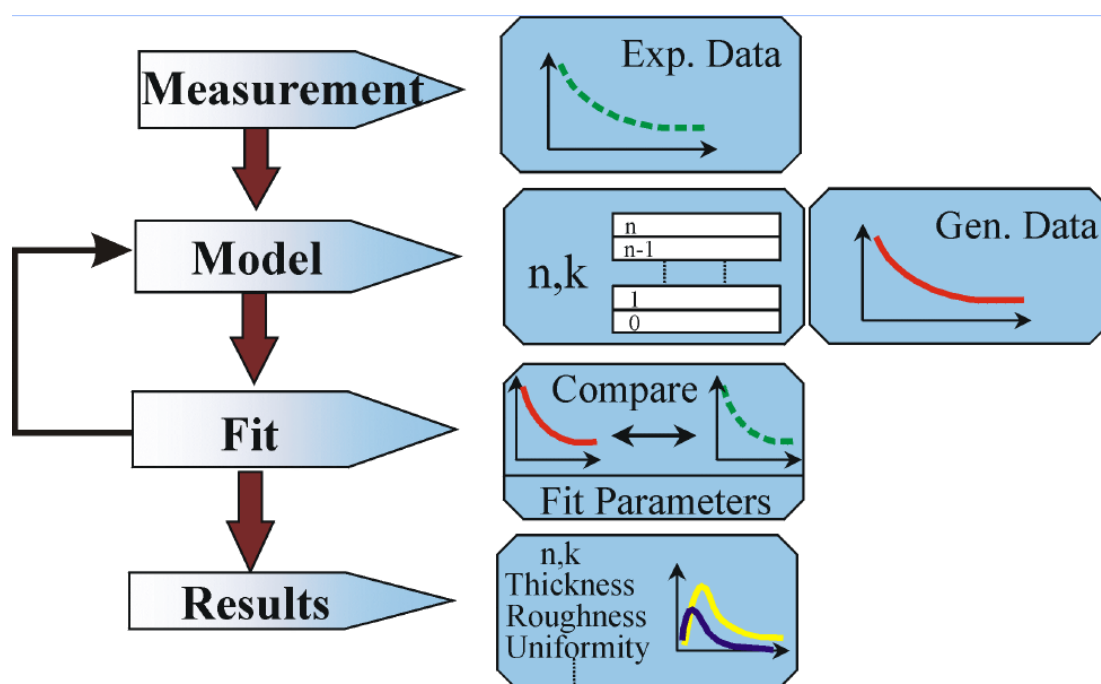 Measurement
Exp. Data
Model
n,k
n
n-1
1
0
Gen. Data
Fit
Compare
Fit Parameters
Results
n,k
Thickness
Roughness
Uniformity